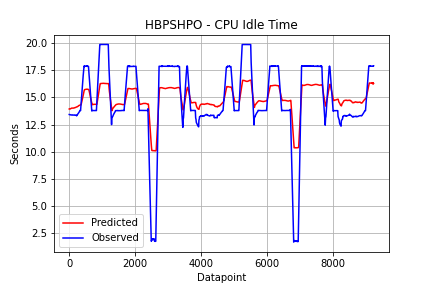 HBPSHPO - CPU Idle Time
Seconds
20.0
17.5
15.0
12.5
10.0
7.5
5.0
2.5
Predicted
Observed
0
2000
4000
6000
8000
Datapoint